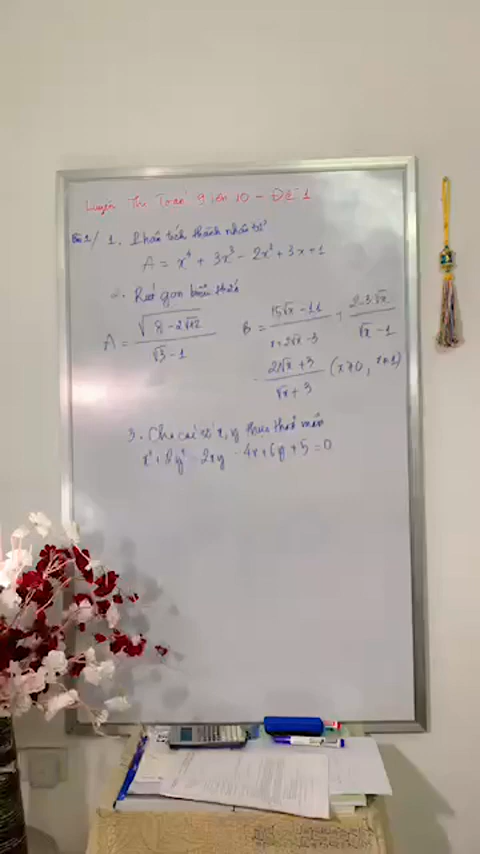 Luyện Thi Toán 9 lên 10 - Đề 1
Bài 1/ 1. Phân tích thành nhân tử
A = x⁴ + 3x³ - 2x² + 3x + 1
2. Rút gọn biểu thức
A = √(8 - 2√12) / (√3 - 1)
B = (15√x - 11) / (x + 2√x - 3) + (2 - 3√x) / (√x - 1)
- (2√x + 3) / (√x + 3) (x ≥ 0, x ≠ 1)
3. Cho các số x, y thực thoả mãn
x² + 2y² - 2xy - 4x + 6y + 5 = 0